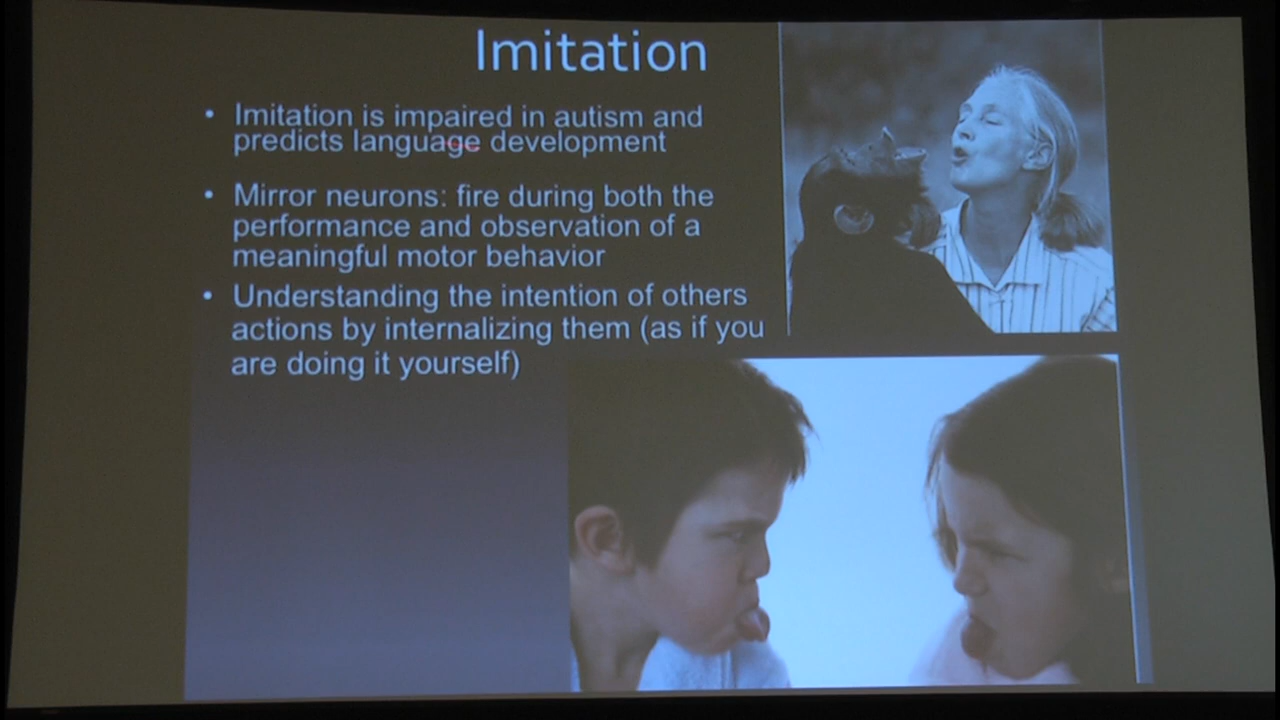 Imitation
• Imitation is impaired in autism and
predicts language development
• Mirror neurons: fire during both the
performance and observation of a
meaningful motor behavior
• Understanding the intention of others
actions by internalizing them (as if you
are doing it yourself)